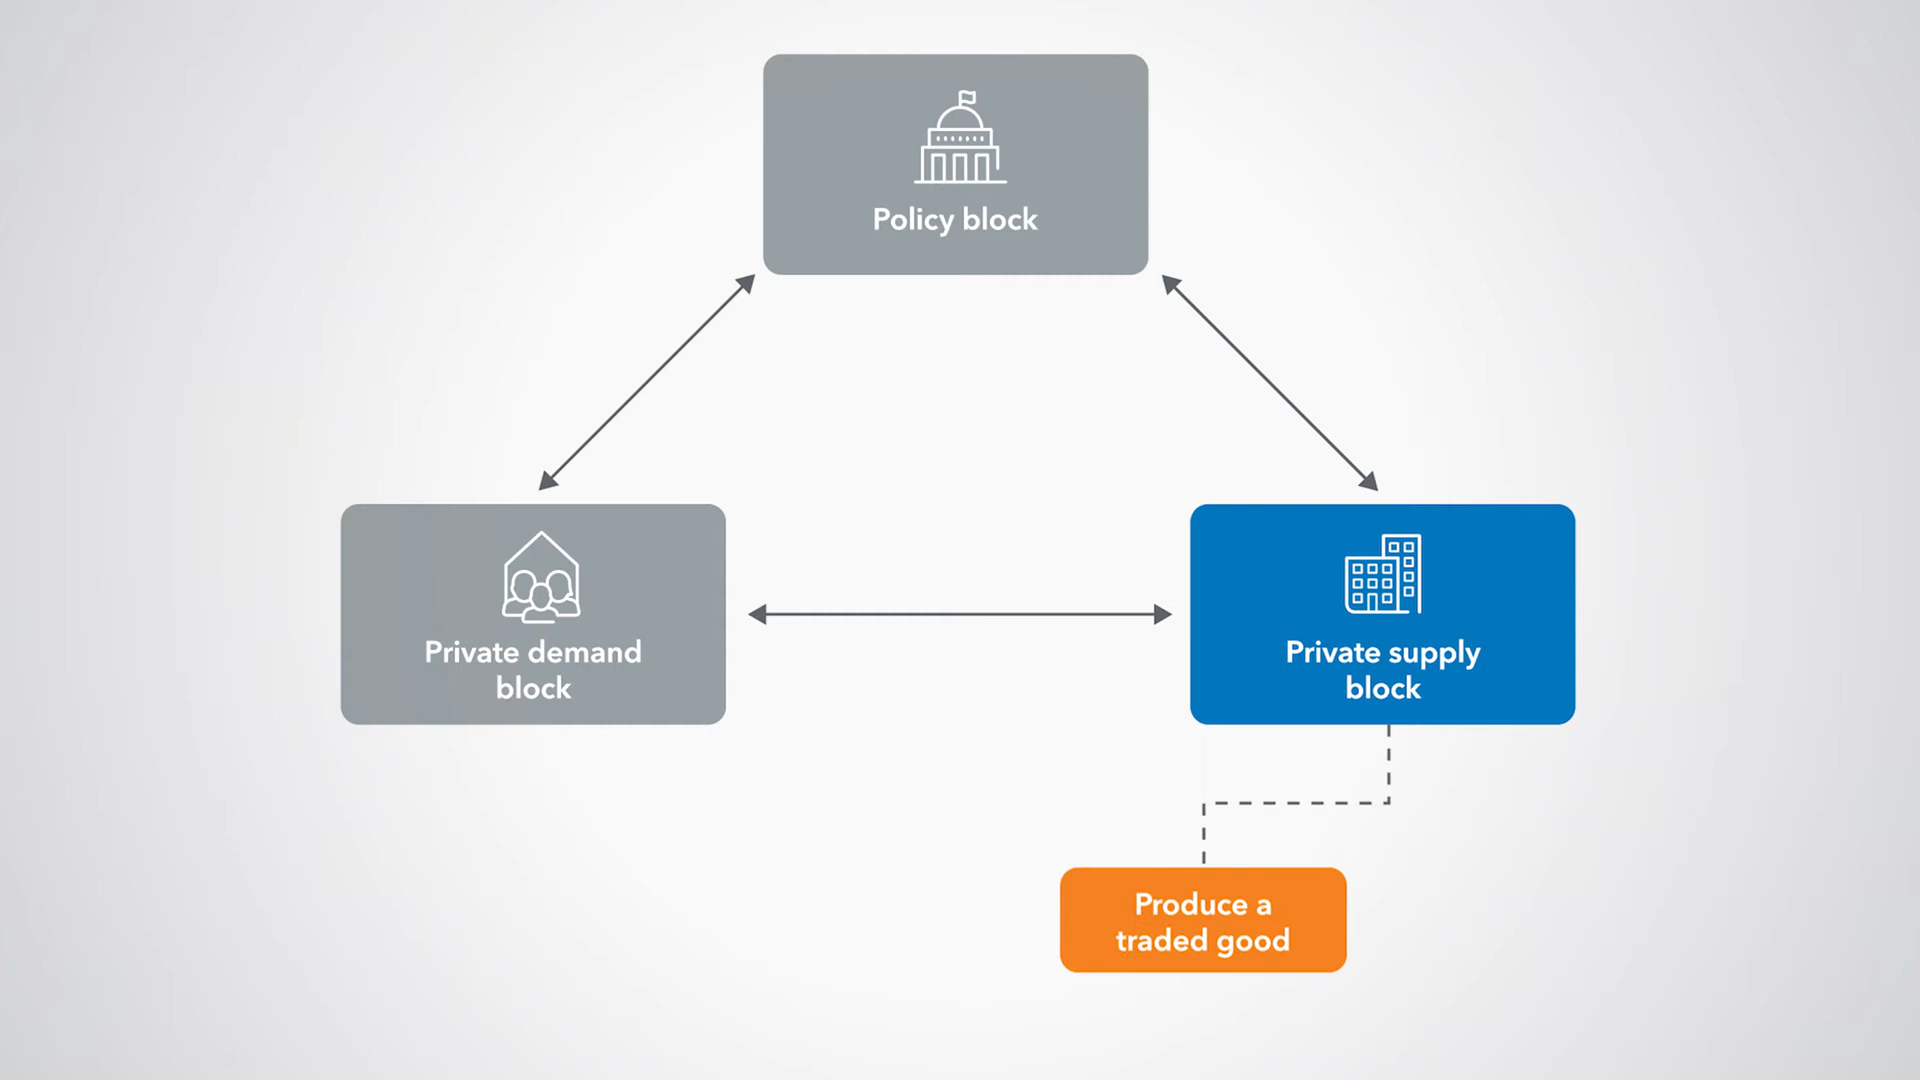 Policy block
Private demand
block
Private supply
block
Produce a
traded good